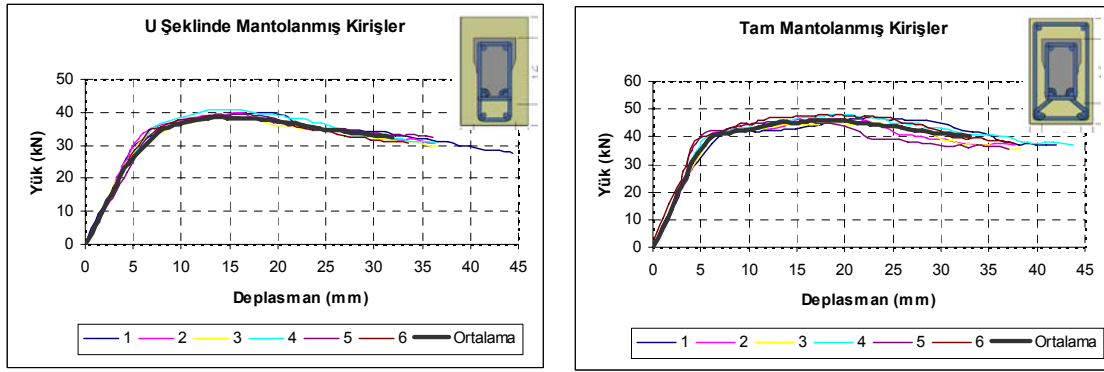 U Şeklinde Mantolanmış Kirişler
Yük (kN)
50
40
30
20
10
0
0 5 10 15 20 25 30 35 40 45
Deplasman (mm)
1 2 3 4 5 6 Ortalama
Tam Mantolanmış Kirişler
Yük (kN)
60
50
40
30
20
10
0
0 5 10 15 20 25 30 35 40 45
Deplasman (mm)
1 2 3 4 5 6 Ortalama